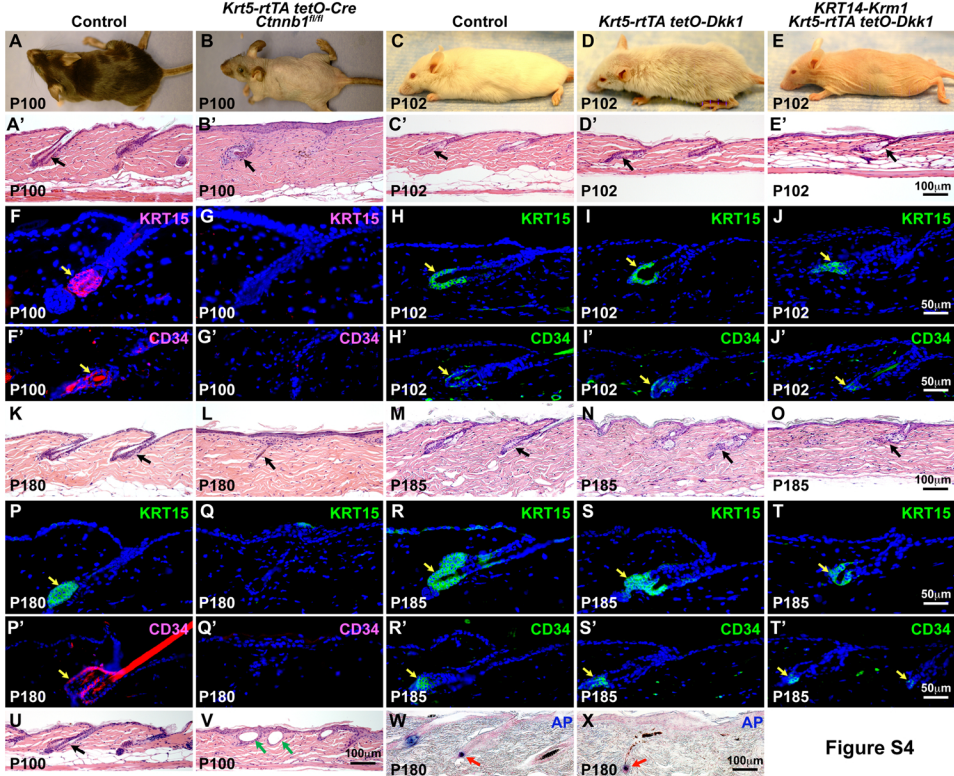 Control
Krt5-rtTA tetO-Cre
Ctnnb1fl/fl
Control
Krt5-rtTA tetO-Dkk1
KRT14-Krm1
Krt5-rtTA tetO-Dkk1
A
P100
B
P100
C
P102
D
P102
E
P102
A’
P100
B’
P100
C’
P102
D’
P102
E’
P102
100μm
F
KRT15
P100
G
KRT15
P100
H
KRT15
P102
I
KRT15
P102
J
KRT15
P102
50μm
F’
CD34
P100
G’
CD34
P100
H’
CD34
P102
I’
CD34
P102
J’
CD34
P102
50μm
K
P180
L
P180
M
P185
N
P185
O
P185
100μm
P
KRT15
P180
Q
KRT15
P180
R
KRT15
P185
S
KRT15
P185
T
KRT15
P185
50μm
P’
CD34
P180
Q’
CD34
P180
R’
CD34
P185
S’
CD34
P185
T’
CD34
P185
50μm
U
P100
V
P100
100μm
W
AP
P180
X
AP
P180
100μm
Figure S4